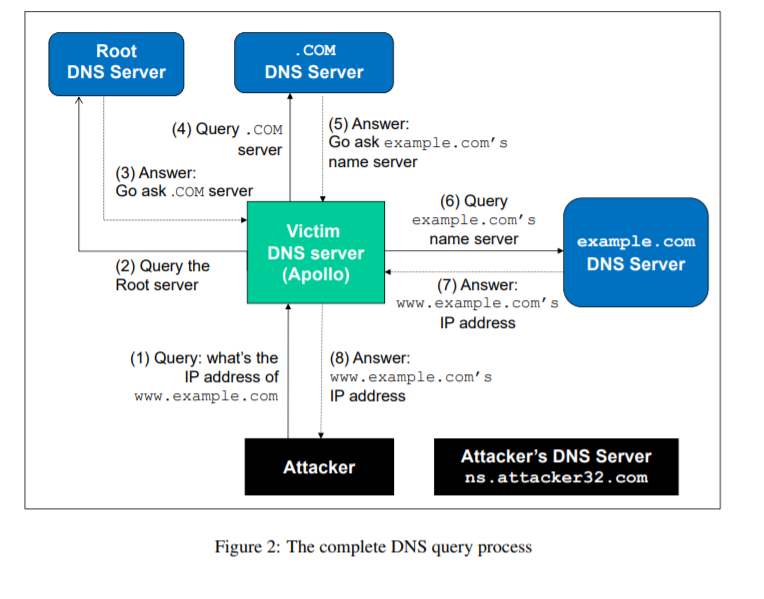 Root
DNS Server
.COM
DNS Server
(4) Query .COM
server
(5) Answer:
Go ask example.com's
name server
(3) Answer:
Go ask .COM server
(6) Query
example.com's
name server
Victim
DNS server
(Apollo)
example.com
DNS Server
(2) Query the
Root server
(7) Answer:
www.example.com's
IP address
(1) Query: what's the
IP address of
www.example.com
(8) Answer:
www.example.com's
IP address
Attacker
Attacker's DNS Server
ns.attacker32.com
Figure 2: The complete DNS query process